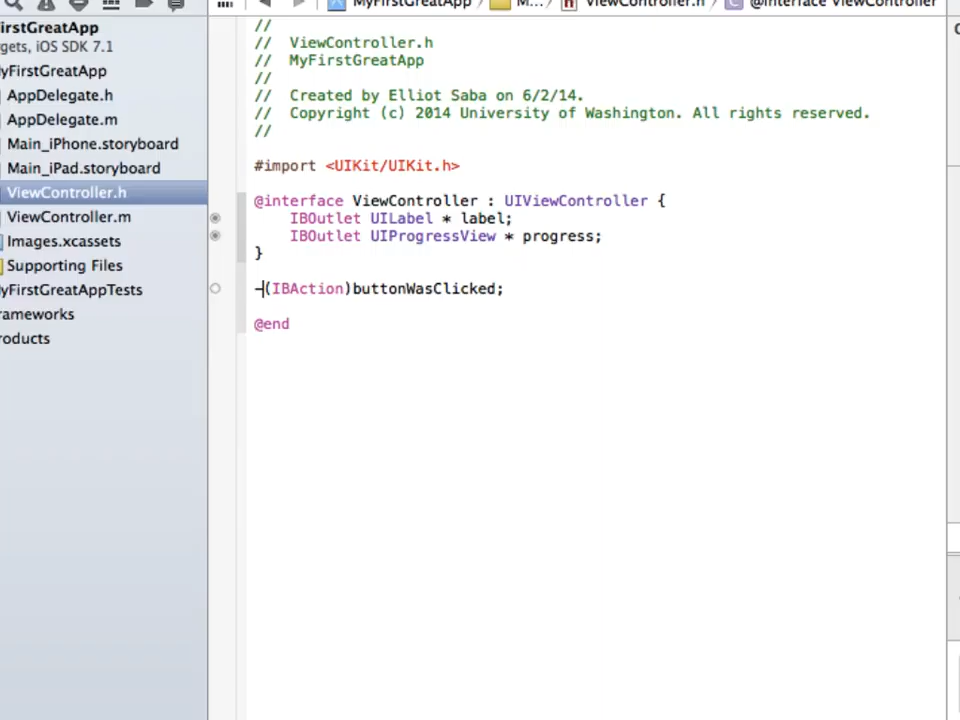 MyFirstGreatApp
M...
ViewController.h
@interface ViewController
FirstGreatApp
gets, iOS SDK 7.1
yFirstGreatApp
AppDelegate.h
AppDelegate.m
Main_iPhone.storyboard
Main_iPad.storyboard
ViewController.h
ViewController.m
Images.xcassets
Supporting Files
yFirstGreatAppTests
rameworks
roducts
//
//  ViewController.h
//  MyFirstGreatApp
//
//  Created by Elliot Saba on 6/2/14.
//  Copyright (c) 2014 University of Washington. All rights reserved.
//
#import <UIKit/UIKit.h>
@interface ViewController : UIViewController {
    IBOutlet UILabel * label;
    IBOutlet UIProgressView * progress;
}
-(IBAction)buttonWasClicked;
@end